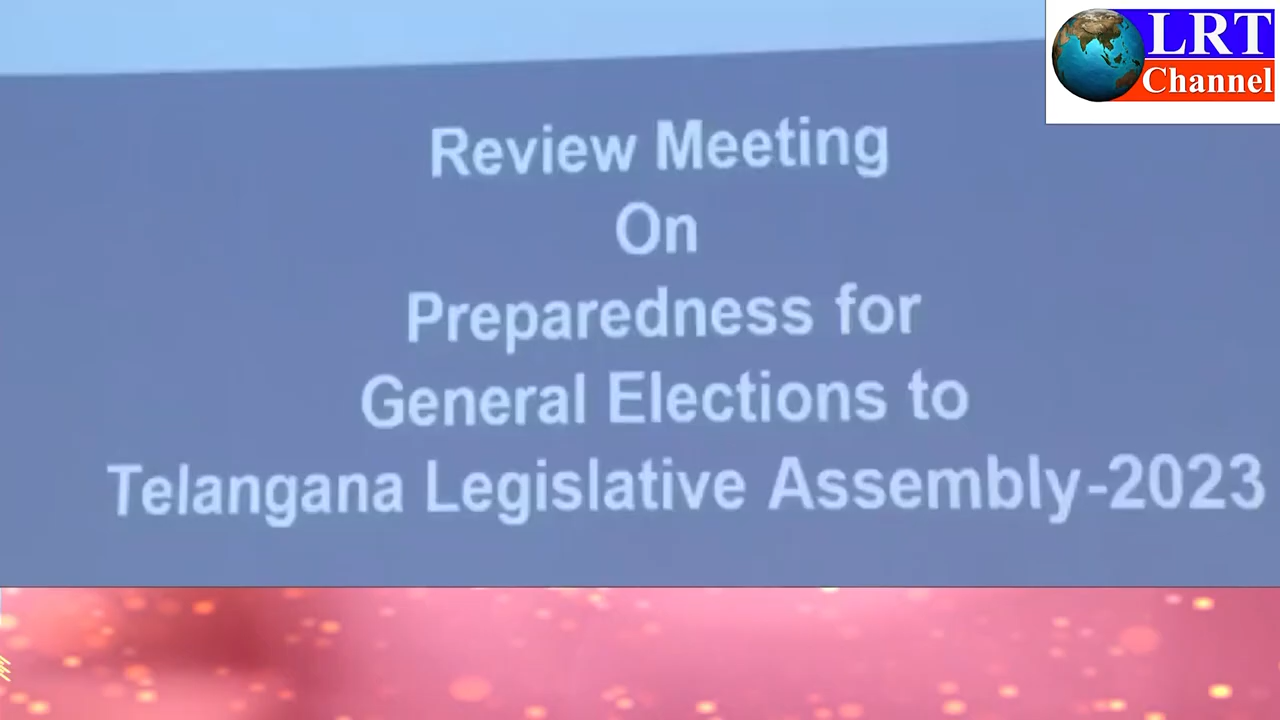 LRT
Channel
Review Meeting
On
Preparedness for
General Elections to
Telangana Legislative Assembly-2023